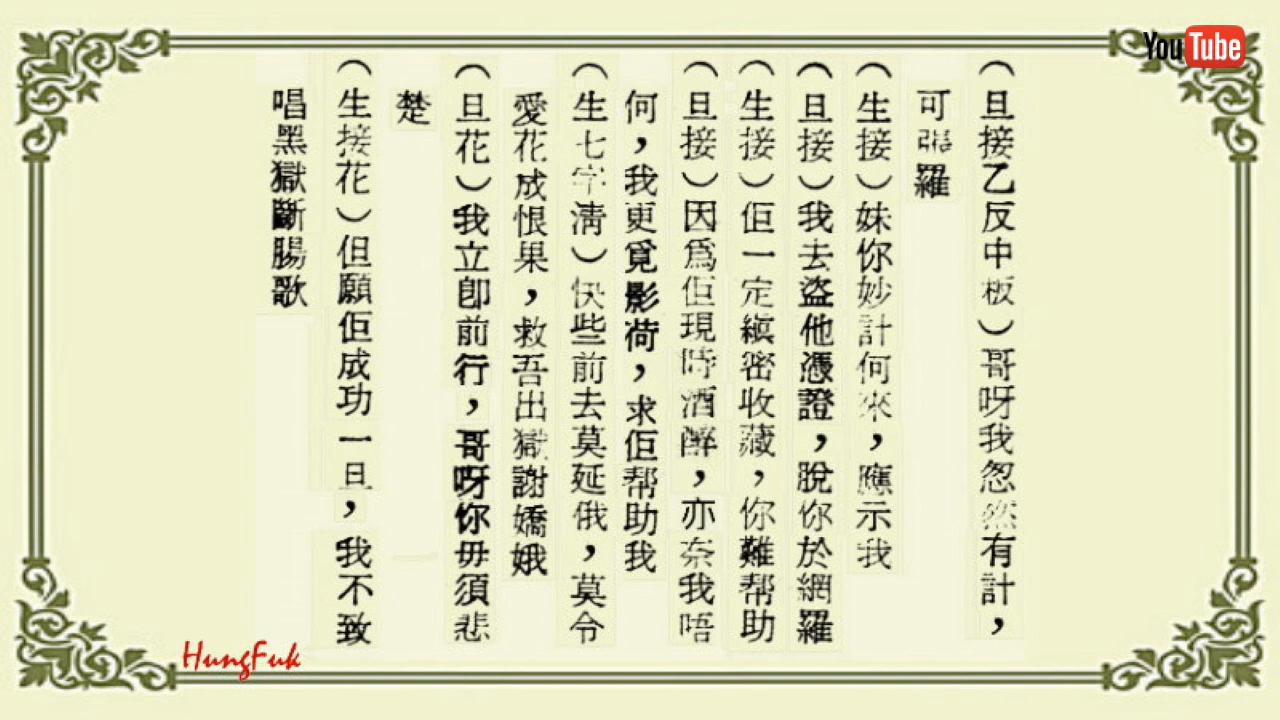 （旦接乙反中板）哥呀我忽然有計，
可張羅
（生接）妹你妙計何來，應示我
（旦接）我去盜他憑證，脫你於網羅
（生接）佢一定縝密收藏，你難帮助
（旦接）因爲佢現時酒醉，亦奈我唔
何，我更覓影荷，求佢帮助我
（生七字清）快些前去莫延俄，莫令
愛花成恨果，救吾出獄謝嬌娥
（旦花）我立即前行，哥呀你毋須悲
楚
（生接花）但願佢成功一旦，我不致
唱黑獄斷腸歌
YouTube
HungFuk